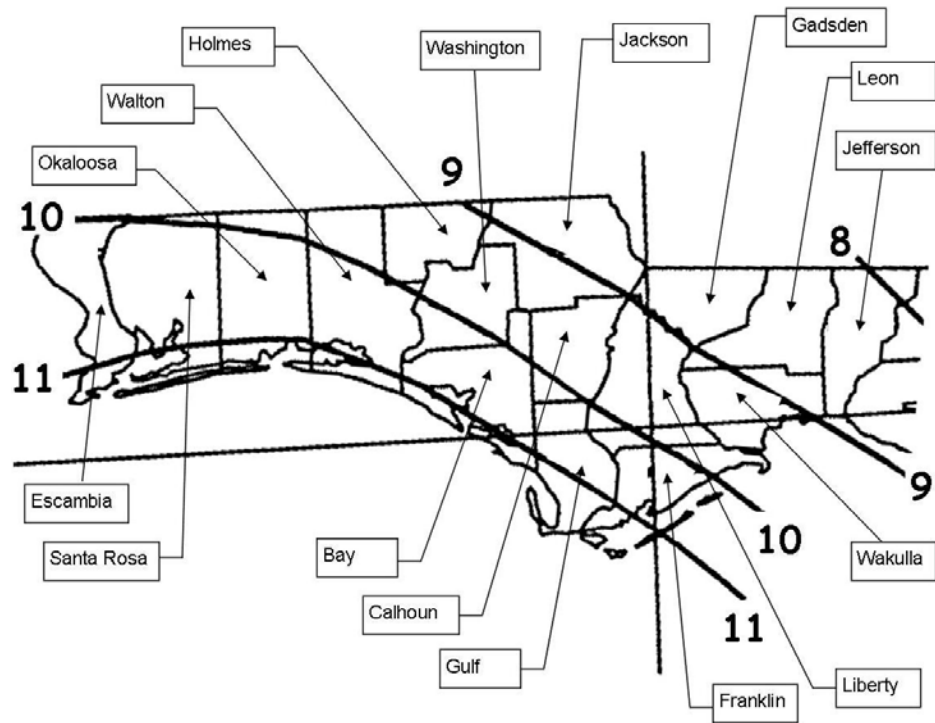 Gadsden
Holmes
Washington
Jackson
Leon
Walton
Jefferson
Okaloosa
9
10
8
11
9
Escambia
10
Santa Rosa
Bay
Wakulla
Calhoun
11
Gulf
Liberty
Franklin